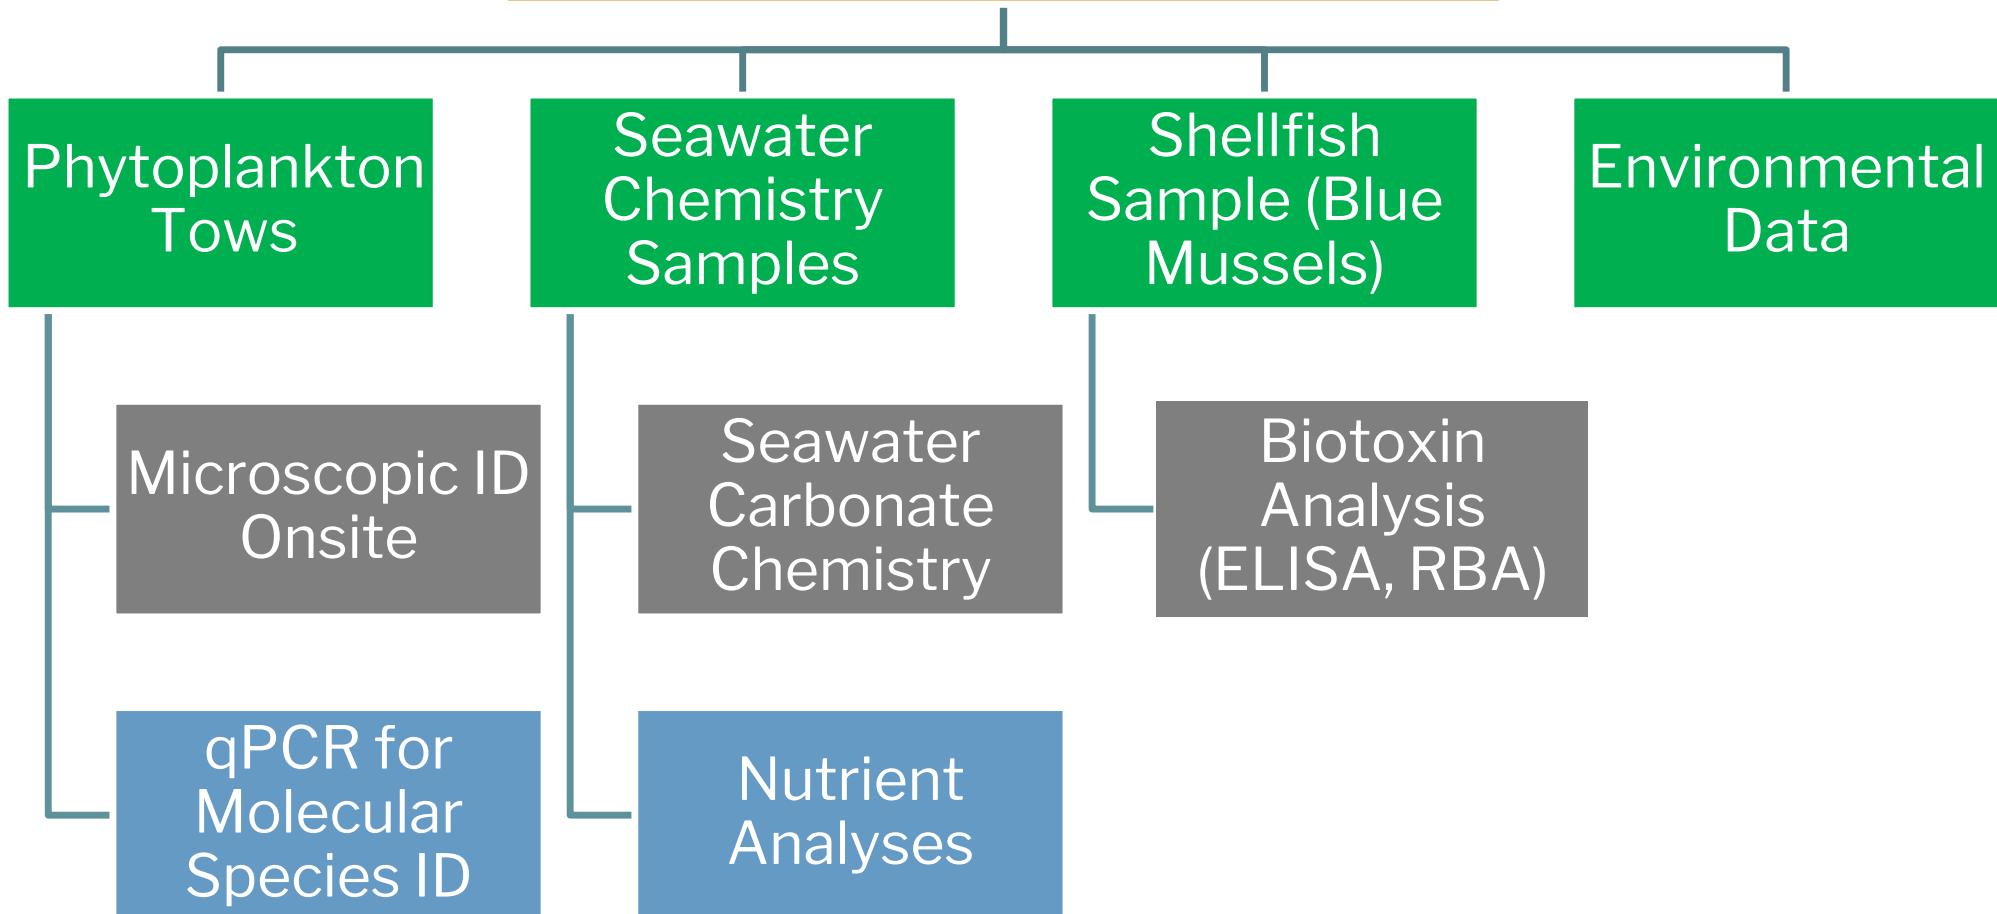 Phytoplankton
Tows
Seawater
Chemistry
Samples
Shellfish
Sample (Blue
Mussels)
Environmental
Data
Microscopic ID
Onsite
Seawater
Carbonate
Chemistry
Biotoxin
Analysis
(ELISA, RBA)
qPCR for
Molecular
Species ID
Nutrient
Analyses